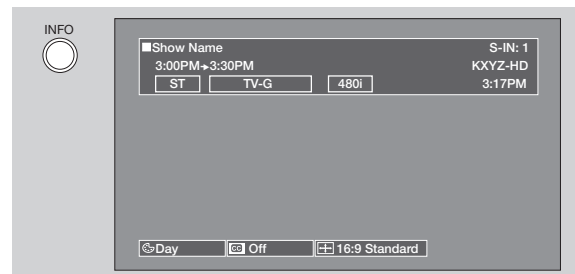 INFO
■Show Name S-IN: 1
3:00PM→3:30PM KXYZ-HD
ST TV-G 480i 3:17PM
Day CC Off 16:9 Standard